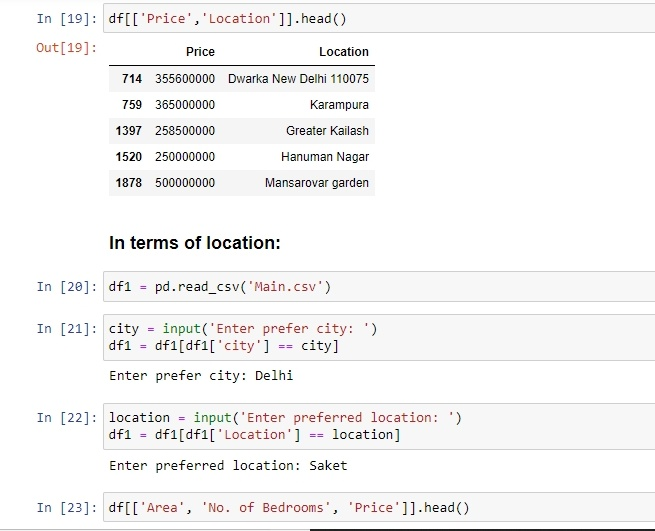 In [19]: df[['Price','Location']].head()
Out[19]:
Price Location
714 355600000 Dwarka New Delhi 110075
759 365000000 Karampura
1397 258500000 Greater Kailash
1520 250000000 Hanuman Nagar
1878 500000000 Mansarovar garden
In terms of location:
In [20]: df1 = pd.read_csv('Main.csv')
In [21]: city = input('Enter prefer city: ')
df1 = df1[df1['city'] == city]
Enter prefer city: Delhi
In [22]: location = input('Enter preferred location: ')
df1 = df1[df1['Location'] == location]
Enter preferred location: Saket
In [23]: df[['Area', 'No. of Bedrooms', 'Price']].head()